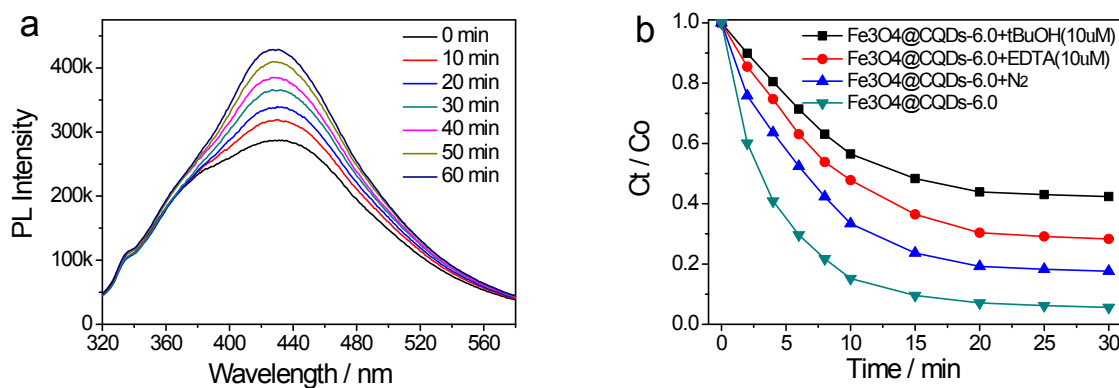 a
PL Intensity
400k
300k
200k
100k
0
320
400
480
560
Wavelength / nm
0 min
10 min
20 min
30 min
40 min
50 min
60 min
b
Ct / Co
1.0
0.8
0.6
0.4
0.2
0.0
0
5
10
15
20
25
30
Time / min
Fe3O4@CQDs-6.0+tBuOH(10uM)
Fe3O4@CQDs-6.0+EDTA(10uM)
Fe3O4@CQDs-6.0+N2
Fe3O4@CQDs-6.0